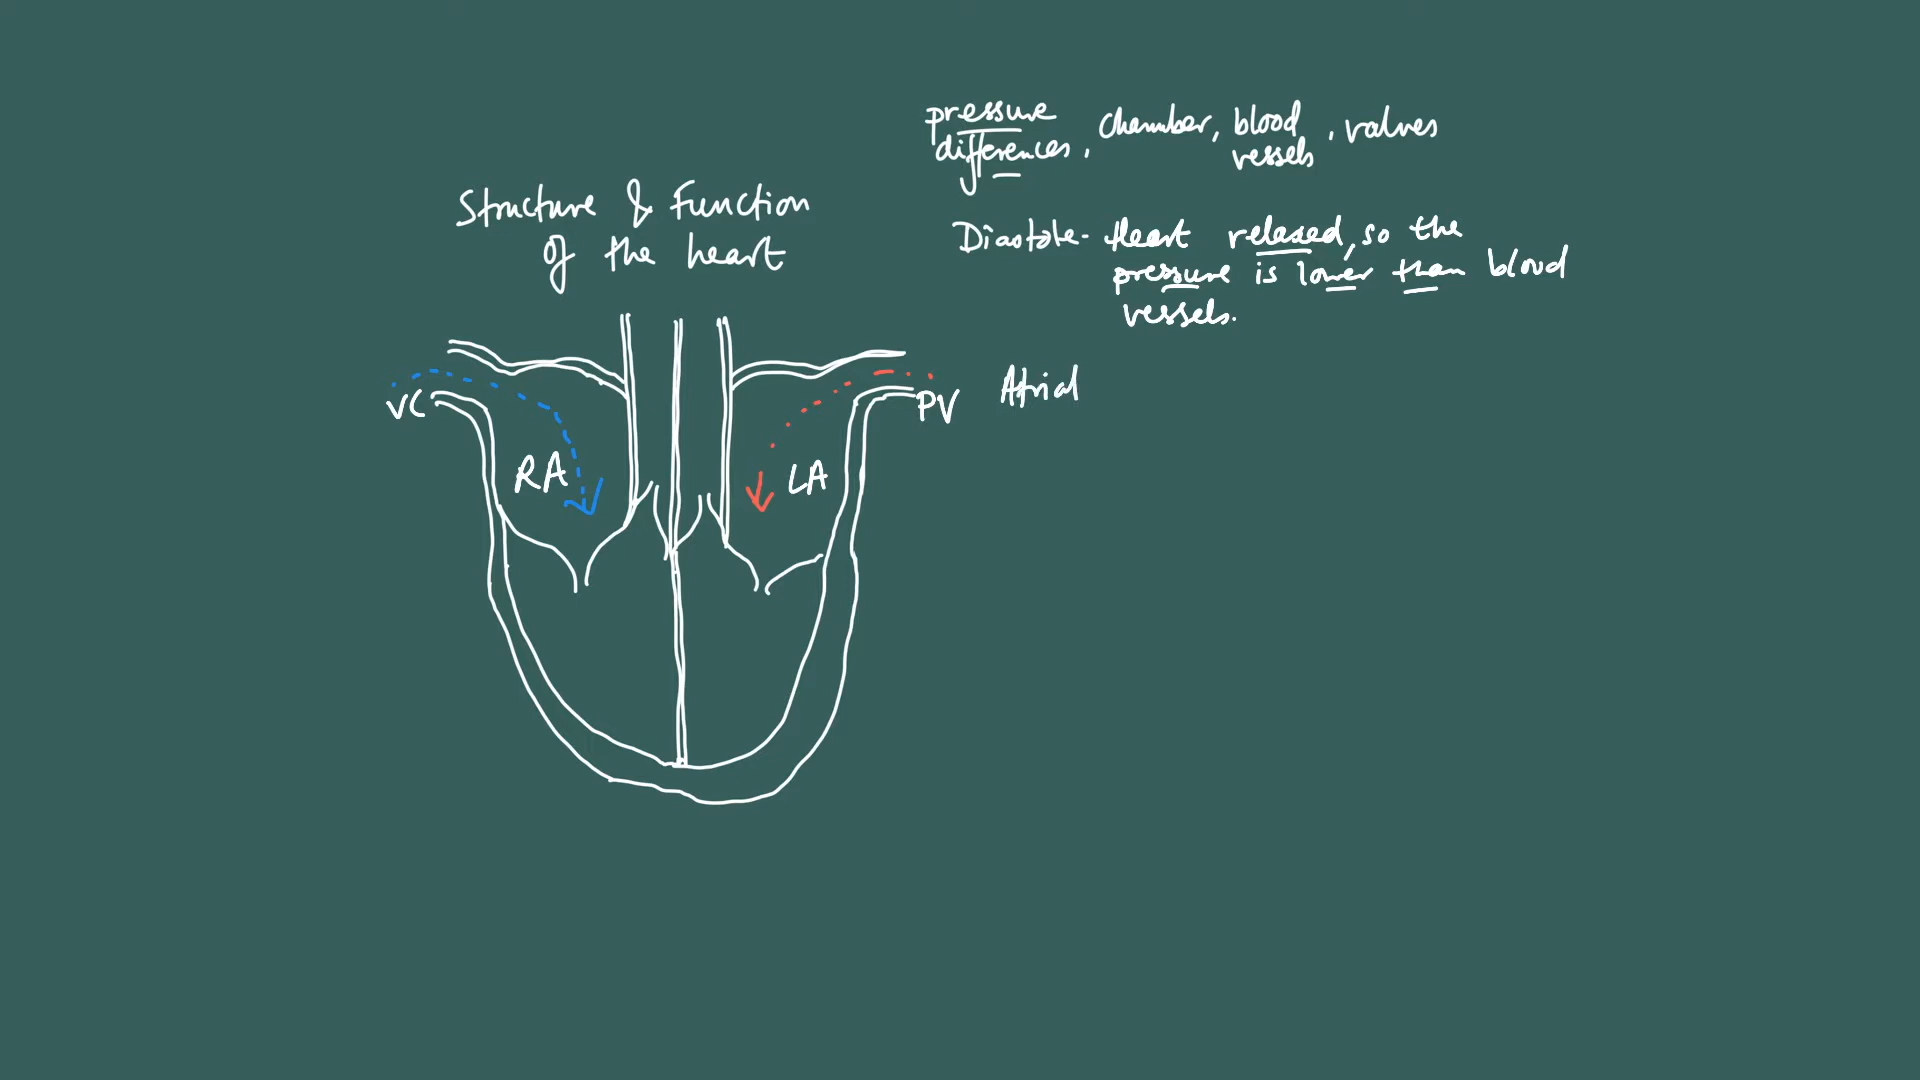 pressure
differences, chamber, blood vessels, valves
Structure & Function
of the heart
Diastole - Heart relaxed, so the
pressure is lower than blood
vessels.
VC
PV
Atrial
RA
LA